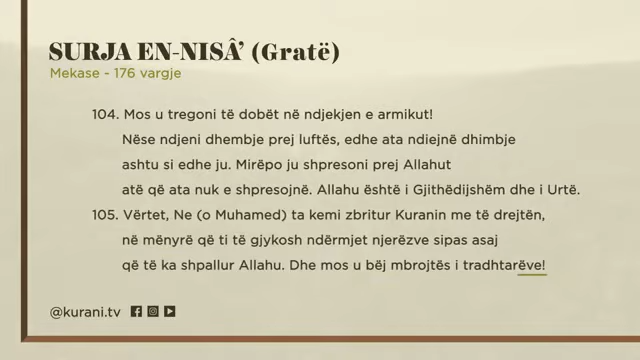 SURJA EN-NISÂ’ (Gratë)
Mekase - 176 vargje
104. Mos u tregoni të dobët në ndjekjen e armikut!
Nëse ndjeni dhembje prej luftës, edhe ata ndiejnë dhimbje
ashtu si edhe ju. Mirëpo ju shpresoni prej Allahut
atë që ata nuk e shpresojnë. Allahu është i Gjithëdijshëm dhe i Urtë.
105. Vërtet, Ne (o Muhamed) ta kemi zbritur Kuranin me të drejtën,
në mënyrë që ti të gjykosh ndërmjet njerëzve sipas asaj
që të ka shpallur Allahu. Dhe mos u bëj mbrojtës i tradhtarëve!
@kurani.tv